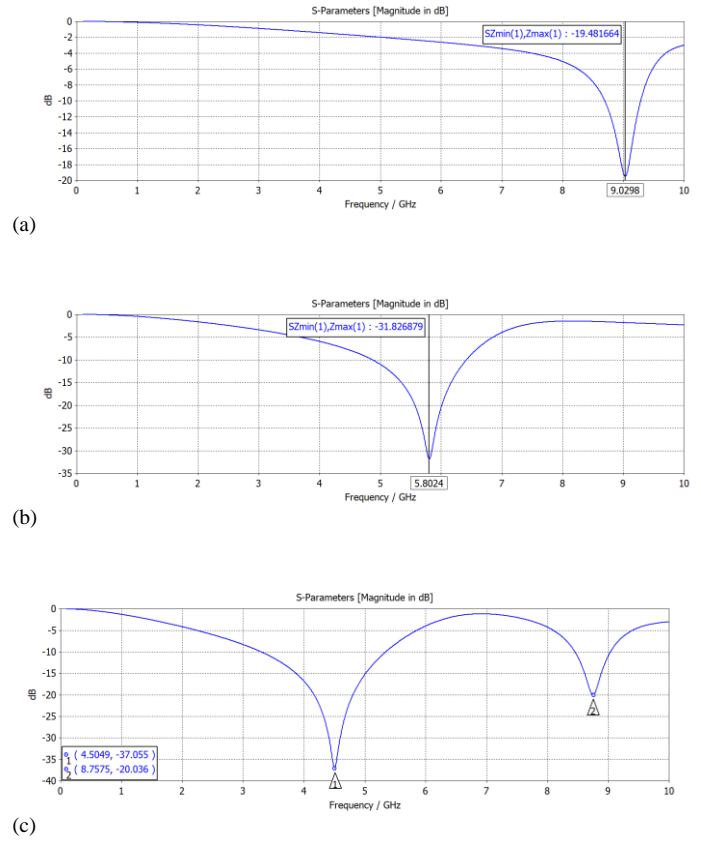 S-Parameters [Magnitude in dB]
SZmin(1),Zmax(1) : -19.481664
0
-2
-4
-6
-8
-10
-12
-14
-16
-18
-20
dB
0 1 2 3 4 5 6 7 8 9.0298 10
Frequency / GHz
(a)
S-Parameters [Magnitude in dB]
SZmin(1),Zmax(1) : -31.826879
0
-5
-10
-15
-20
-25
-30
-35
dB
0 1 2 3 4 5 5.8024 7 8 9 10
Frequency / GHz
(b)
S-Parameters [Magnitude in dB]
0
-5
-10
-15
-20
-25
-30
-35
-40
dB
2
1 ( 4.5049, -37.055 )
2 ( 8.7575, -20.036 )
1
0 1 2 3 4 5 6 7 8 9 10
Frequency / GHz
(c)